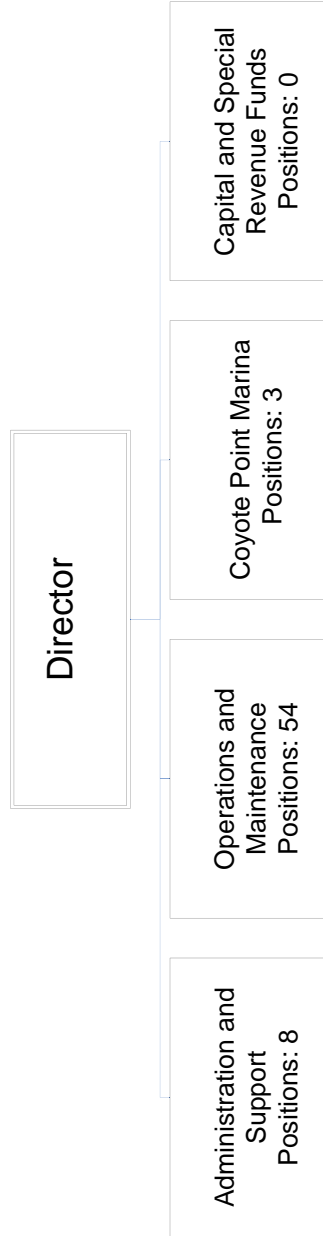 Director
Administration and
Support
Positions: 8
Operations and
Maintenance
Positions: 54
Coyote Point Marina
Positions: 3
Capital and Special
Revenue Funds
Positions: 0